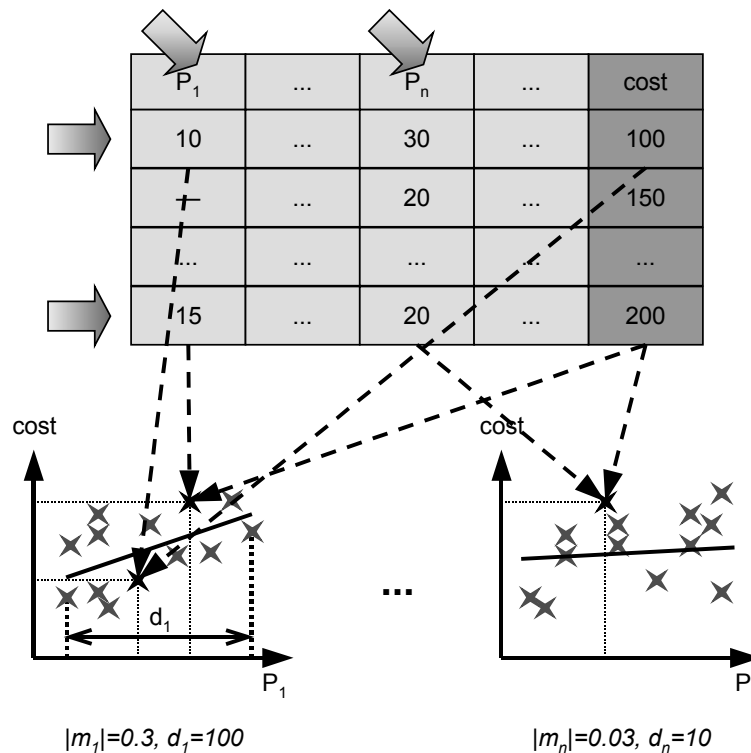 P1 ... Pn ... cost
10 ... 30 ... 100
— ... 20 ... 150
... ... ... ... ...
15 ... 20 ... 200
cost
cost
d1
...
P1
P
|m1|=0.3, d1=100
|mn|=0.03, dn=10